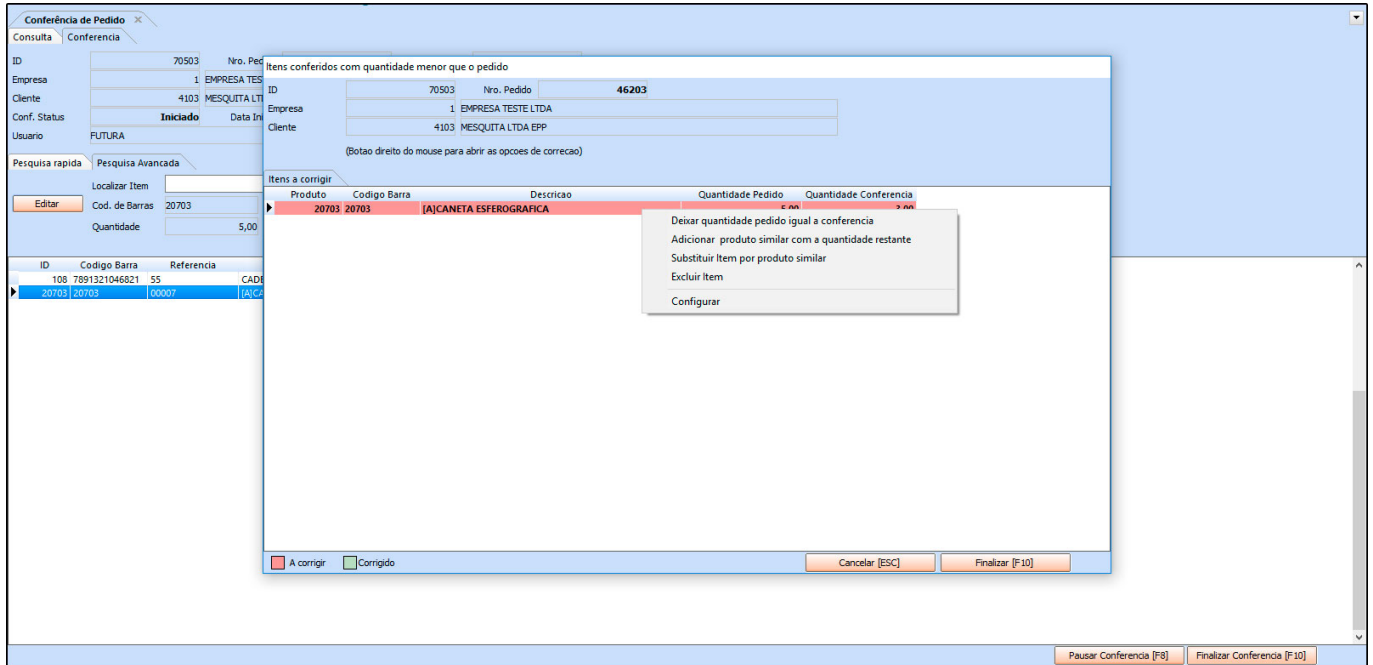 Conferência de Pedido
Consulta Conferencia
ID 70503 Nro. Ped
Empresa 1 EMPRESA TES
Cliente 4103 MESQUITA LT
Conf. Status Iniciado Data Ini
Usuario FUTURA
Pesquisa rapida Pesquisa Avancada
Localizar Item
Editar Cod. de Barras 20703
Quantidade 5,00
ID Codigo Barra Referencia
108 7891321046821 55 CADE
20703 20703 00007 [A]CA
Itens conferidos com quantidade menor que o pedido
ID 70503 Nro. Pedido 46203
Empresa 1 EMPRESA TESTE LTDA
Cliente 4103 MESQUITA LTDA EPP
(Botao direito do mouse para abrir as opcoes de correcao)
Itens a corrigir
Produto Codigo Barra Descricao Quantidade Pedido Quantidade Conferencia
20703 20703 [A]CANETA ESFEROGRAFICA 5,00
Deixar quantidade pedido igual a conferencia
Adicionar produto similar com a quantidade restante
Substituir Item por produto similar
Excluir Item
Configurar
A corrigir Corrigido Cancelar [ESC] Finalizar [F10]
Pausar Conferencia [F8] Finalizar Conferencia [F10]